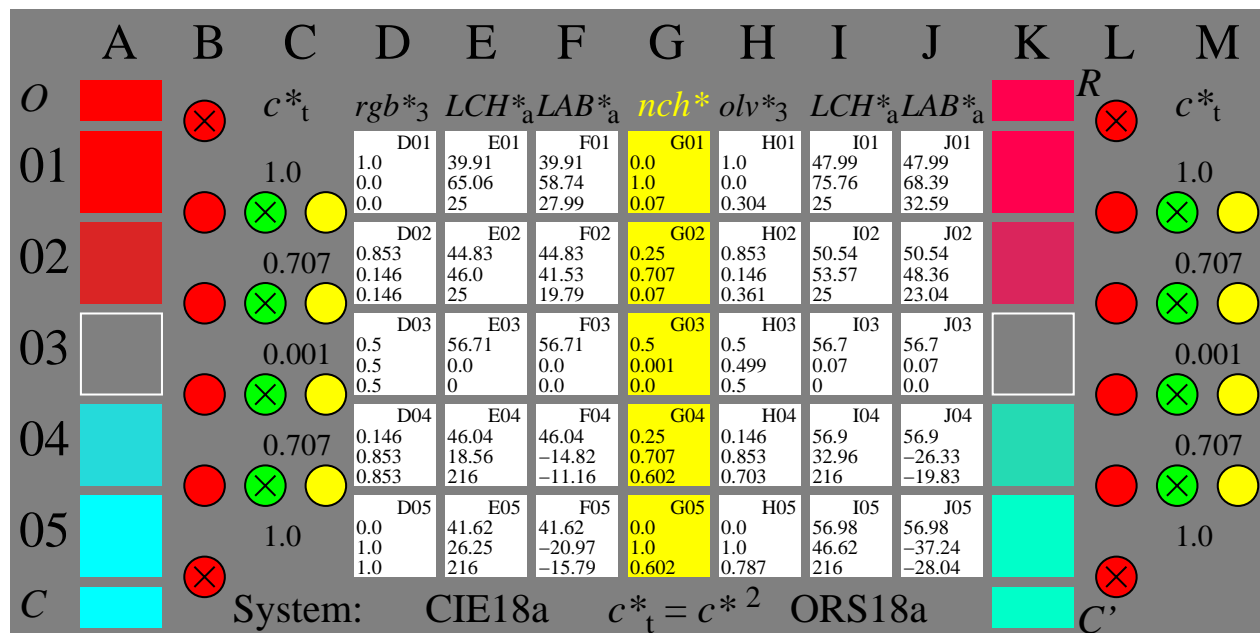 A B C D E F G H I J K L M
O c*t rgb*3 LCH*a LAB*a nch* olv*3 LCH*a LAB*a R c*t
01 1.0 D01 E01 F01 G01 H01 I01 J01 1.0
1.0 39.91 39.91 0.0 1.0 47.99 47.99
0.0 65.06 58.74 1.0 0.0 75.76 68.39
0.0 25 27.99 0.07 0.304 25 32.59
02 0.707 D02 E02 F02 G02 H02 I02 J02 0.707
0.853 44.83 44.83 0.25 0.853 50.54 50.54
0.146 46.0 41.53 0.707 0.146 53.57 48.36
0.146 25 19.79 0.07 0.361 25 23.04
03 0.001 D03 E03 F03 G03 H03 I03 J03 0.001
0.5 56.71 56.71 0.5 0.5 56.7 56.7
0.5 0.0 0.0 0.001 0.499 0.07 0.07
0.5 0 0.0 0.0 0.5 0 0.0
04 0.707 D04 E04 F04 G04 H04 I04 J04 0.707
0.146 46.04 46.04 0.25 0.146 56.9 56.9
0.853 18.56 −14.82 0.707 0.853 32.96 −26.33
0.853 216 −11.16 0.602 0.703 216 −19.83
05 1.0 D05 E05 F05 G05 H05 I05 J05 1.0
0.0 41.62 41.62 0.0 0.0 56.98 56.98
1.0 26.25 −20.97 1.0 1.0 46.62 −37.24
1.0 216 −15.79 0.602 0.787 216 −28.04
C System: CIE18a c*t = c* 2 ORS18a C'